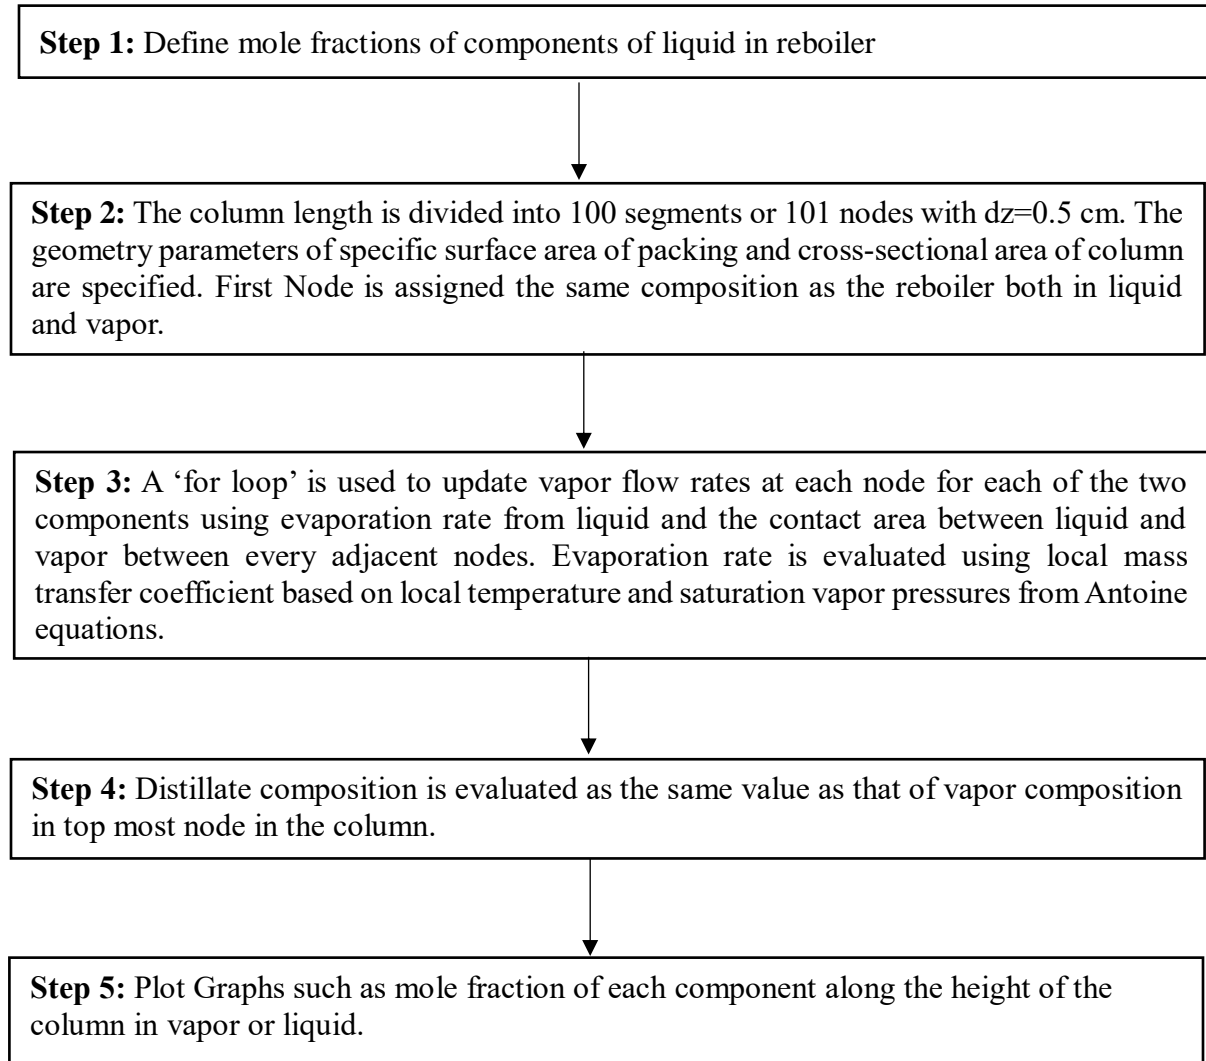 Step 1: Define mole fractions of components of liquid in reboiler
Step 2: The column length is divided into 100 segments or 101 nodes with dz=0.5 cm. The
geometry parameters of specific surface area of packing and cross-sectional area of column
are specified. First Node is assigned the same composition as the reboiler both in liquid
and vapor.
Step 3: A ‘for loop’ is used to update vapor flow rates at each node for each of the two
components using evaporation rate from liquid and the contact area between liquid and
vapor between every adjacent nodes. Evaporation rate is evaluated using local mass
transfer coefficient based on local temperature and saturation vapor pressures from Antoine
equations.
Step 4: Distillate composition is evaluated as the same value as that of vapor composition
in top most node in the column.
Step 5: Plot Graphs such as mole fraction of each component along the height of the
column in vapor or liquid.